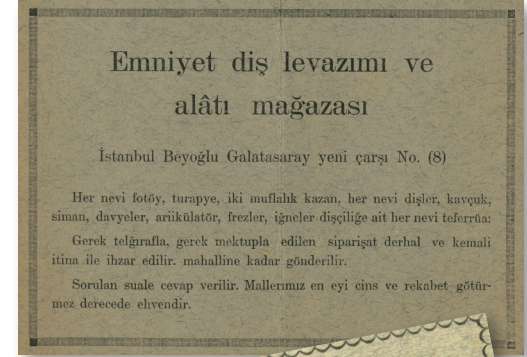 Emniyet diş levazımı ve
alâtı mağazası
İstanbul Beyoğlu Galatasaray yeni çarşı No. (8)
Her nevi fotöy, turapye, iki muflalık kazan, her nevi dişler, kavçuk,
siman, davyeler, ariikülatör, frezler, iğneler dişçiliğe ait her nevi teferrüa:
Gerek telğrafla, gerek mektupla edilen siparişat derhal ve kemali
itina ile ihzar edilir. mahalline kadar gönderilir.
Sorulan suale cevap verilir. Mallerımız en eyi cins ve rekabet götür-
mez derecede ehvendir.